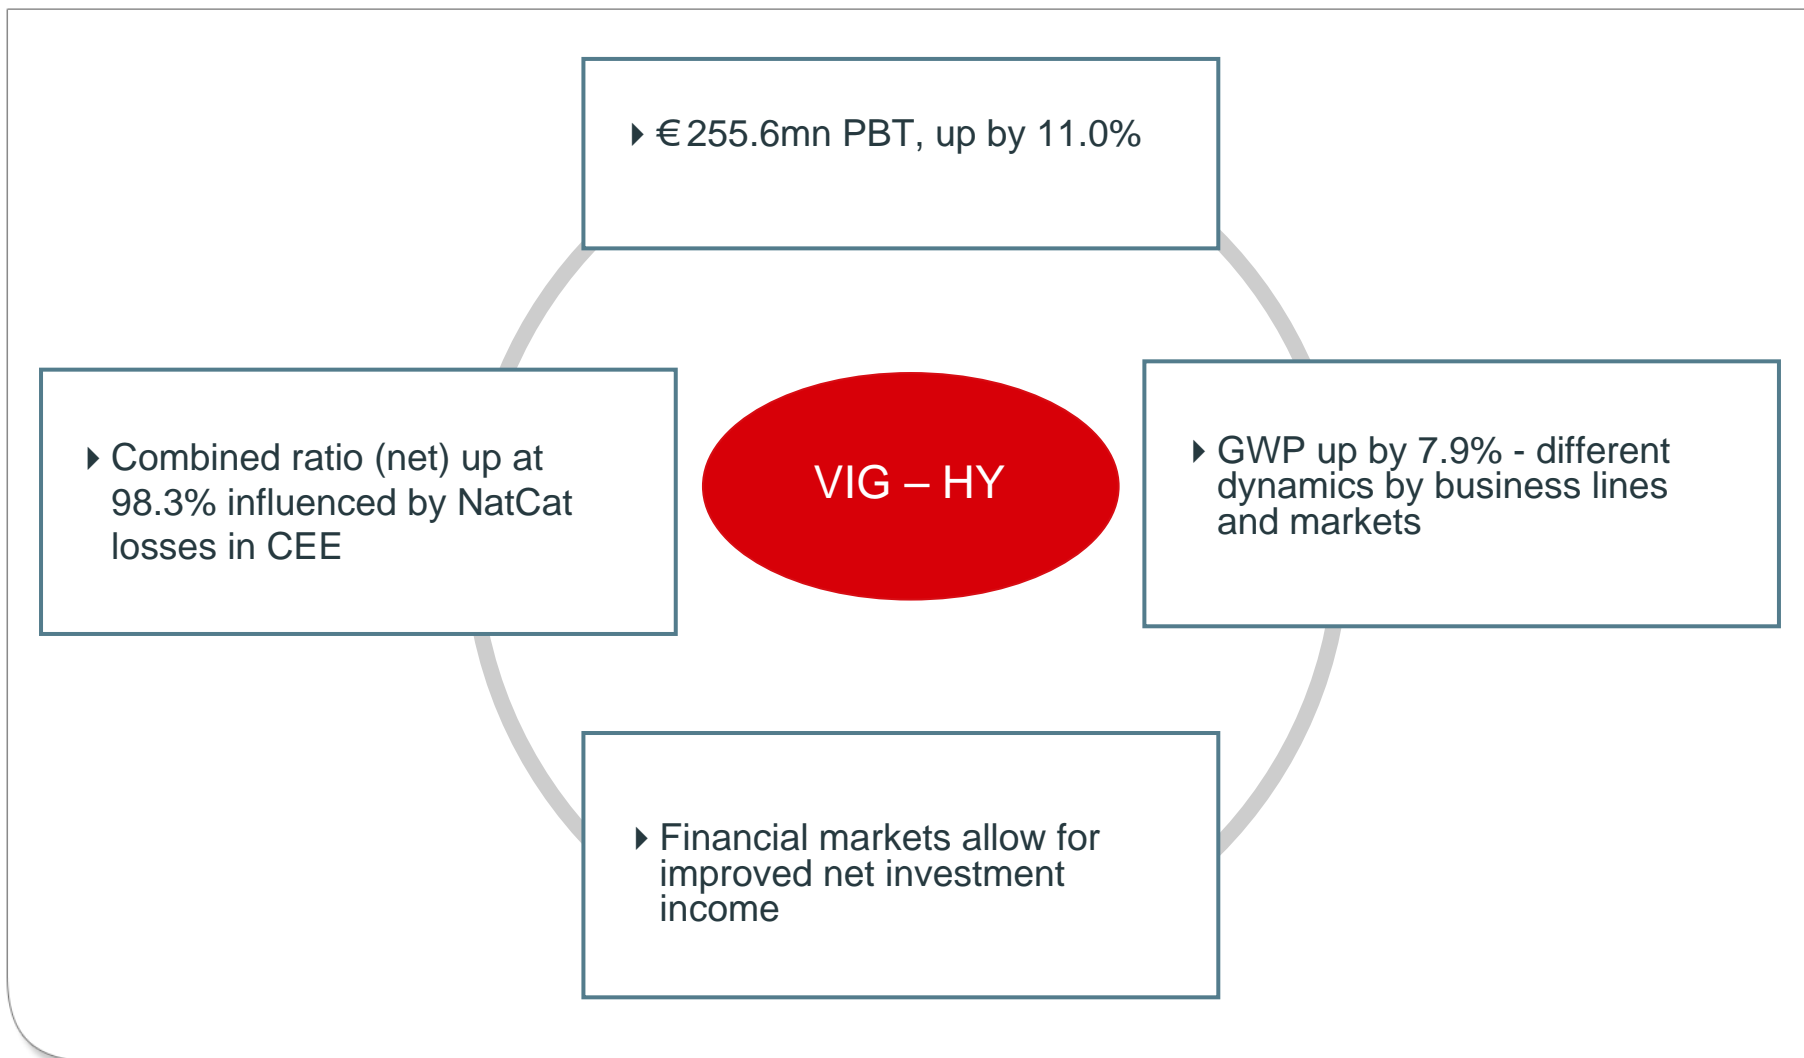 € 255.6mn PBT, up by 11.0%
Combined ratio (net) up at
98.3% influenced by NatCat
losses in CEE
VIG – HY
GWP up by 7.9% - different
dynamics by business lines
and markets
Financial markets allow for
improved net investment
income